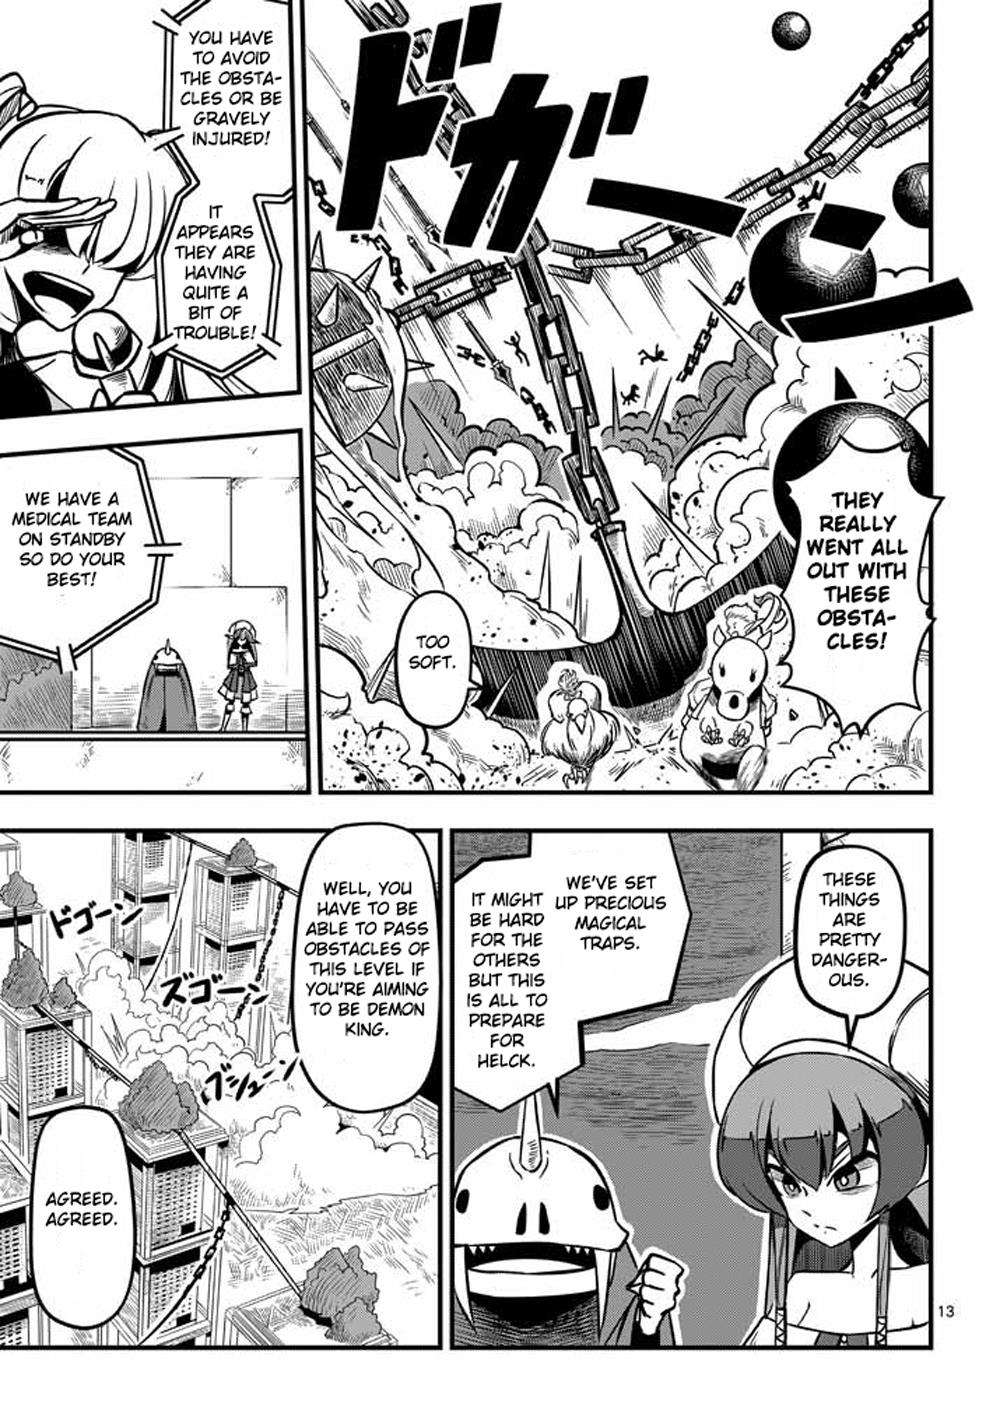 ドガーーン
THEY
REALLY
WENT ALL
OUT WITH
THESE
OBSTA-
CLES!
TOO
SOFT.
YOU HAVE
TO AVOID
THE OBSTA-
CLES OR BE
GRAVELY
INJURED!
IT
APPEARS
THEY ARE
HAVING
QUITE A
BIT OF
TROUBLE!
WE HAVE A
MEDICAL TEAM
ON STANDBY
SO DO YOUR
BEST!
THESE
THINGS ARE
PRETTY
DANGER-
OUS.
WE'VE SET
UP PRECIOUS
MAGICAL
TRAPS.
IT MIGHT
BE HARD
FOR THE
OTHERS
BUT THIS
IS ALL TO
PREPARE
FOR
HELCK.
WELL, YOU
HAVE TO BE
ABLE TO PASS
OBSTACLES OF
THIS LEVEL IF
YOU'RE AIMING
TO BE DEMON
KING.
ドゴーン
ズゴーン
ブシューン
AGREED.
AGREED.
13